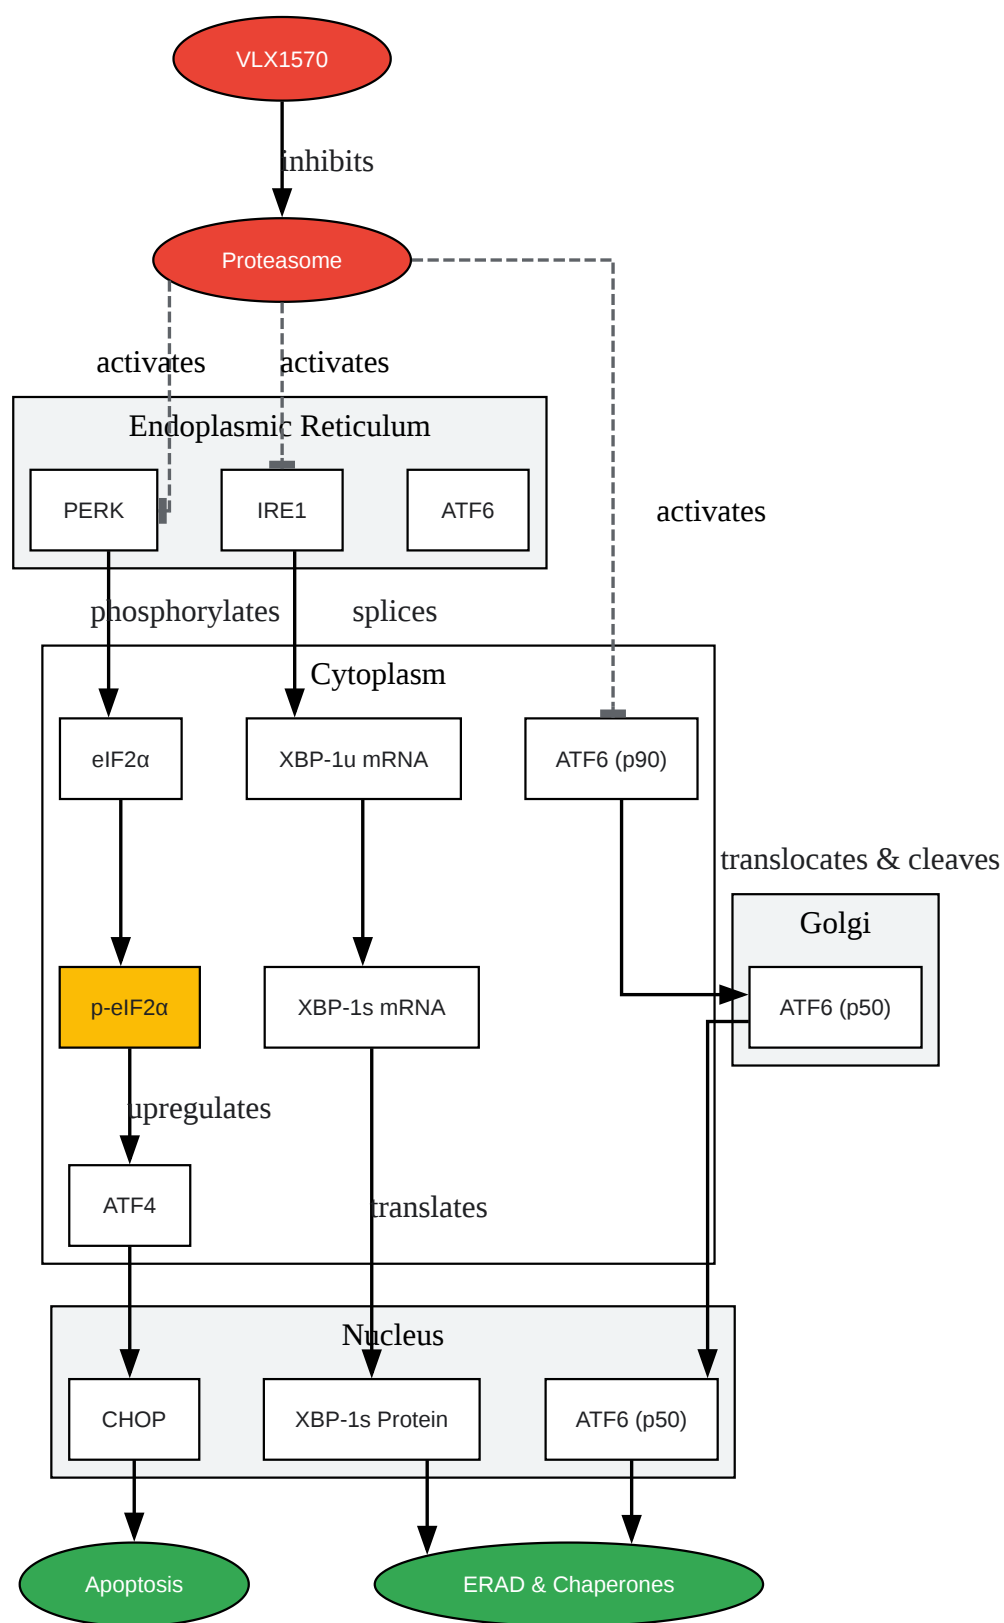 VLX1570
inhibits
Proteasome
activates
activates
Endoplasmic Reticulum
PERK
IRE1
ATF6
activates
phosphorylates
splices
Cytoplasm
eIF2α
XBP-1u mRNA
ATF6 (p90)
translocates & cleaves
Golgi
p-eIF2α
XBP-1s mRNA
ATF6 (p50)
upregulates
ATF4
translates
Nucleus
CHOP
XBP-1s Protein
ATF6 (p50)
Apoptosis
ERAD & Chaperones